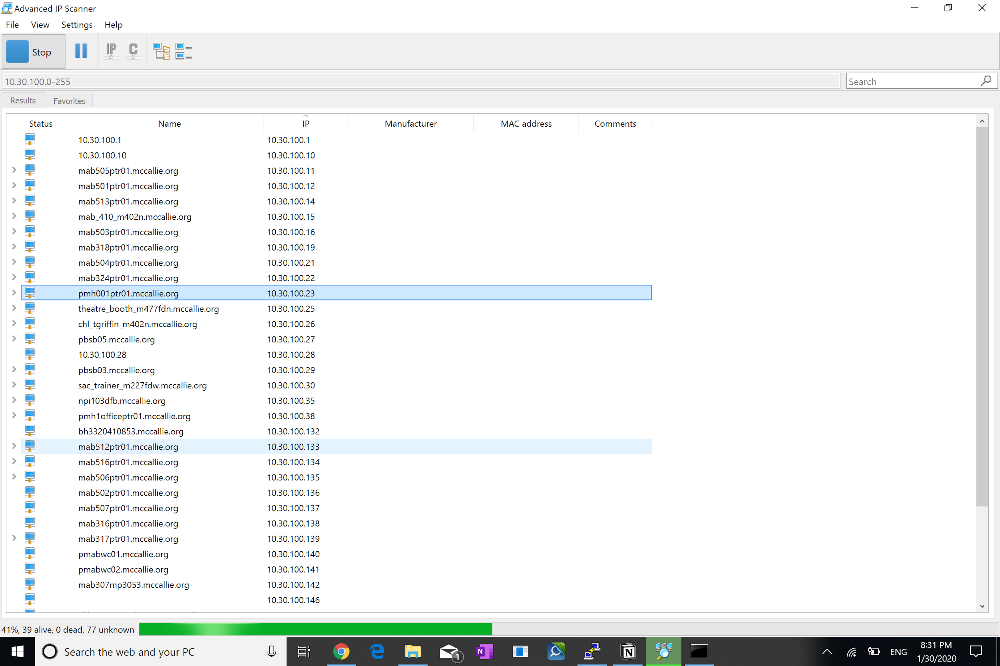 Advanced IP Scanner
File View Settings Help
Stop IP C
10.30.100.0-255 Search
Results Favorites
Status Name IP Manufacturer MAC address Comments
10.30.100.1 10.30.100.1
10.30.100.10 10.30.100.10
mab505ptr01.mccallie.org 10.30.100.11
mab501ptr01.mccallie.org 10.30.100.12
mab513ptr01.mccallie.org 10.30.100.14
mab_410_m402n.mccallie.org 10.30.100.15
mab503ptr01.mccallie.org 10.30.100.16
mab318ptr01.mccallie.org 10.30.100.19
mab504ptr01.mccallie.org 10.30.100.21
mab324ptr01.mccallie.org 10.30.100.22
pmh001ptr01.mccallie.org 10.30.100.23
theatre_booth_m477fdn.mccallie.org 10.30.100.25
chl_tgriffin_m402n.mccallie.org 10.30.100.26
pbsb05.mccallie.org 10.30.100.27
10.30.100.28 10.30.100.28
pbsb03.mccallie.org 10.30.100.29
sac_trainer_m227fdw.mccallie.org 10.30.100.30
npi103dfb.mccallie.org 10.30.100.35
pmh1officeptr01.mccallie.org 10.30.100.38
bh3320410853.mccallie.org 10.30.100.132
mab512ptr01.mccallie.org 10.30.100.133
mab516ptr01.mccallie.org 10.30.100.134
mab506ptr01.mccallie.org 10.30.100.135
mab502ptr01.mccallie.org 10.30.100.136
mab507ptr01.mccallie.org 10.30.100.137
mab316ptr01.mccallie.org 10.30.100.138
mab317ptr01.mccallie.org 10.30.100.139
pmabwc01.mccallie.org 10.30.100.140
pmabwc02.mccallie.org 10.30.100.141
mab307mp3053.mccallie.org 10.30.100.142
10.30.100.146
41%, 39 alive, 0 dead, 77 unknown
Search the web and your PC 1 N N ENG 8:31 PM
1/30/2020